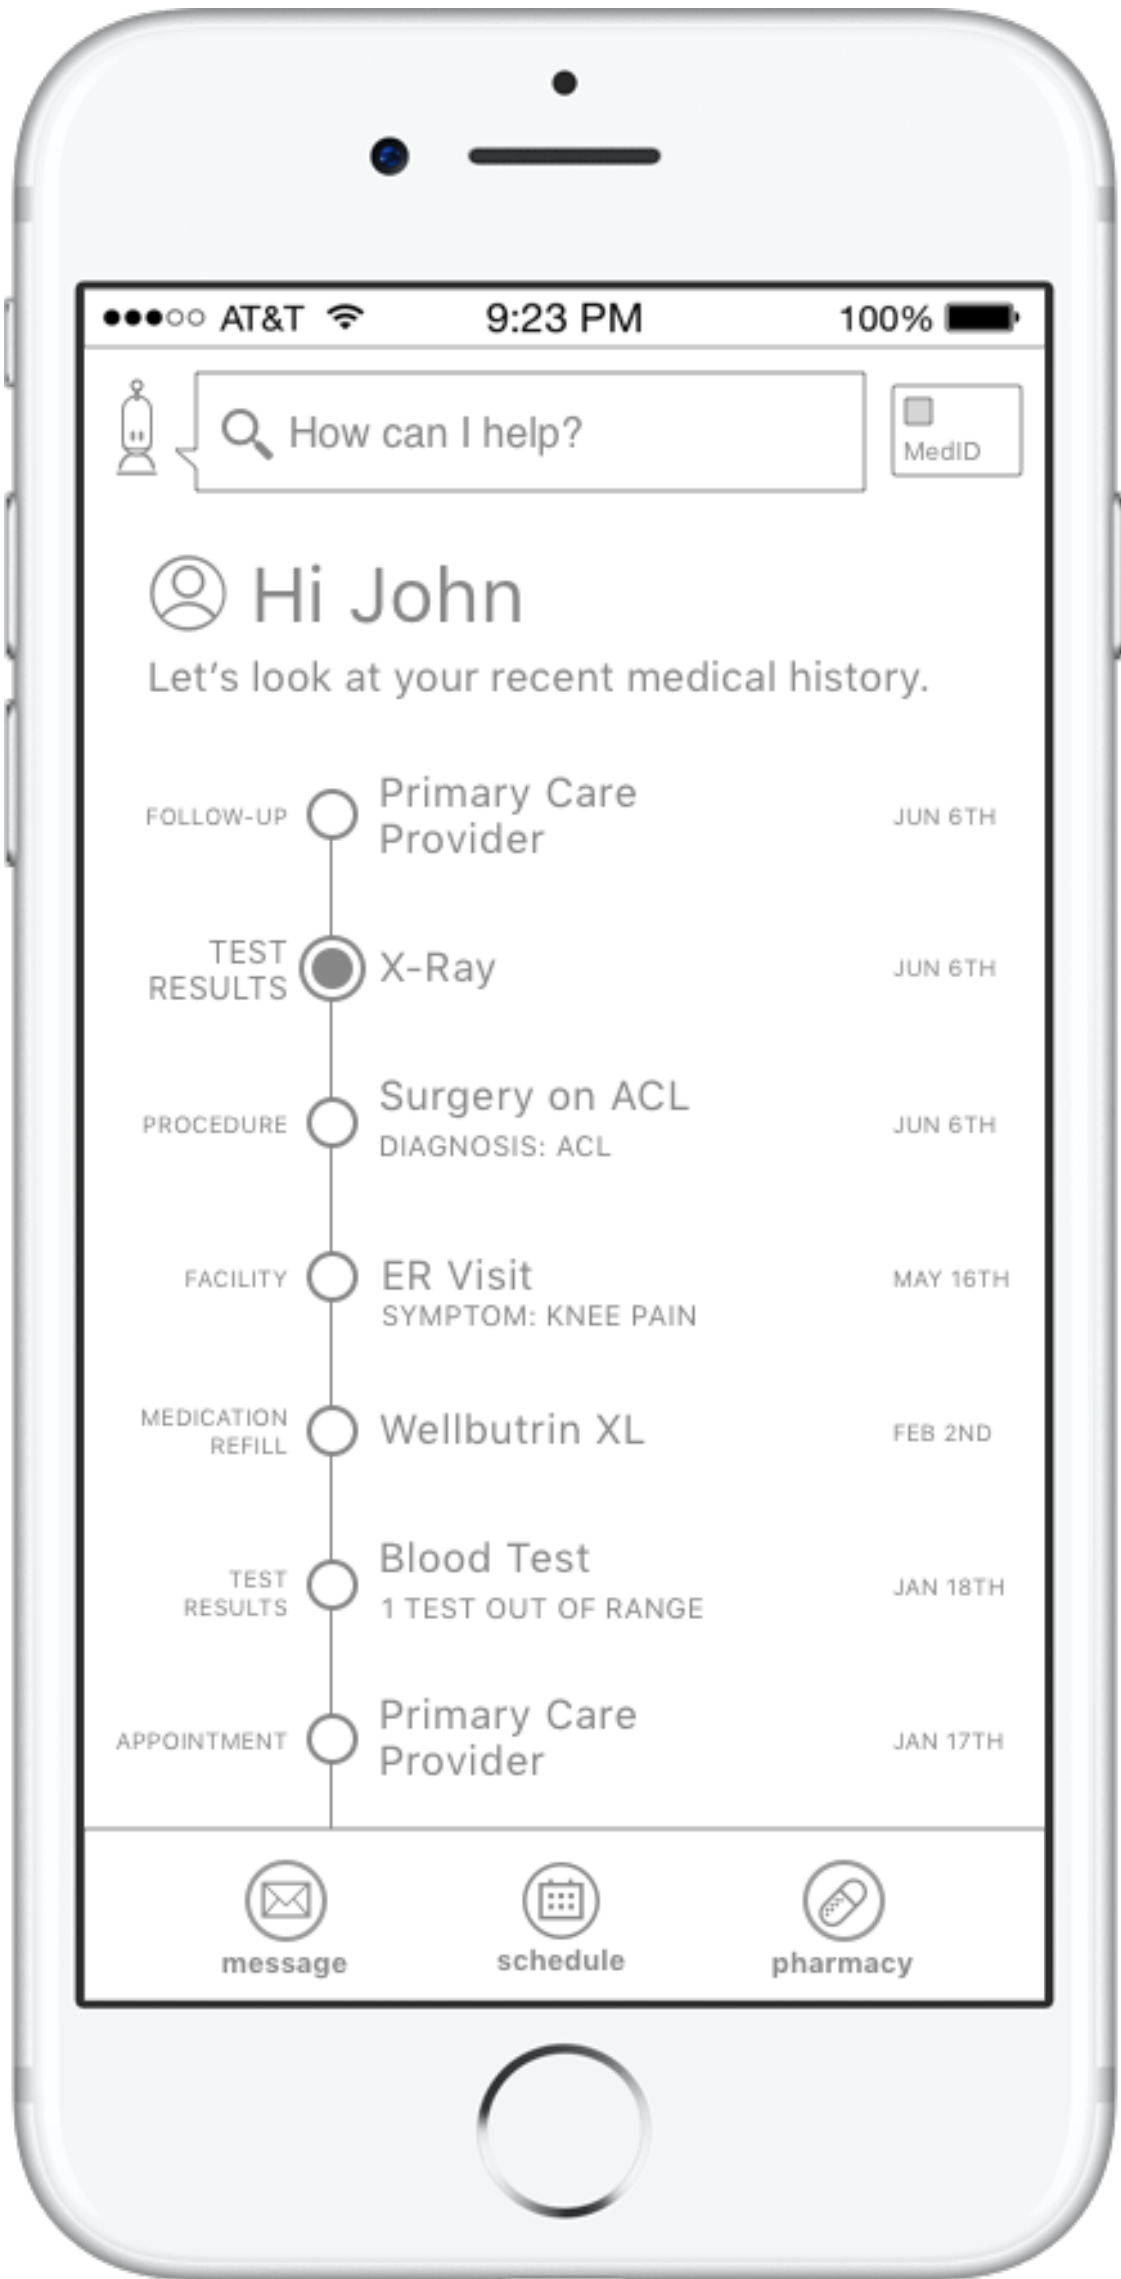 AT&T 9:23 PM 100%
How can I help?
MedID
Hi John
Let's look at your recent medical history.
FOLLOW-UP
Primary Care
Provider
JUN 6TH
TEST
RESULTS
X-Ray
JUN 6TH
PROCEDURE
Surgery on ACL
DIAGNOSIS: ACL
JUN 6TH
FACILITY
ER Visit
SYMPTOM: KNEE PAIN
MAY 16TH
MEDICATION
REFILL
Wellbutrin XL
FEB 2ND
TEST
RESULTS
Blood Test
1 TEST OUT OF RANGE
JAN 18TH
APPOINTMENT
Primary Care
Provider
JAN 17TH
message
schedule
pharmacy